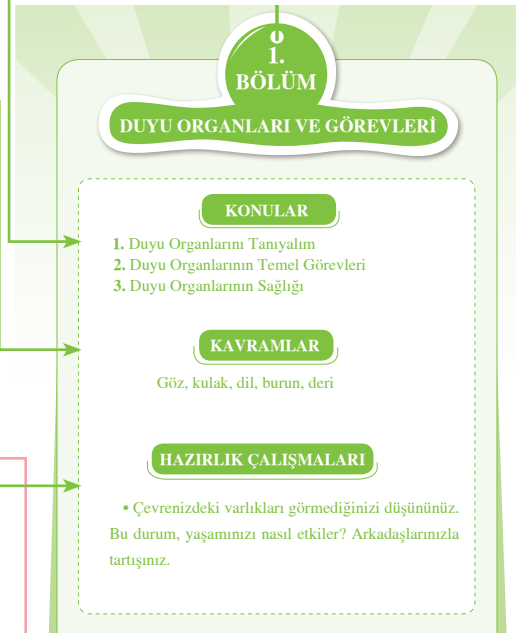 1.
BÖLÜM
DUYU ORGANLARI VE GÖREVLERİ
KONULAR
1. Duyu Organlarını Tanıyalım
2. Duyu Organlarının Temel Görevleri
3. Duyu Organlarının Sağlığı
KAVRAMLAR
Göz, kulak, dil, burun, deri
HAZIRLIK ÇALIŞMALARI
• Çevrenizdeki varlıkları görmediğinizi düşününüz.
Bu durum, yaşamınızı nasıl etkiler? Arkadaşlarınızla
tartışınız.